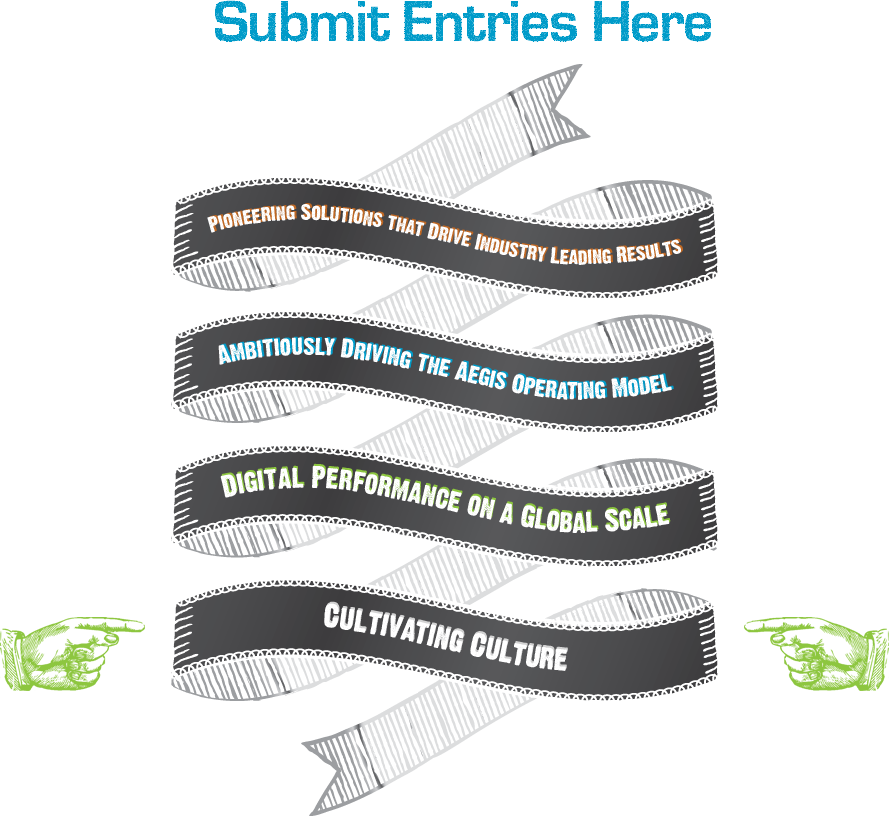 Submit Entries Here
Pioneering Solutions that Drive Industry Leading Results
Ambitiously Driving the Aegis Operating Model
Digital Performance on a Global Scale
Cultivating Culture